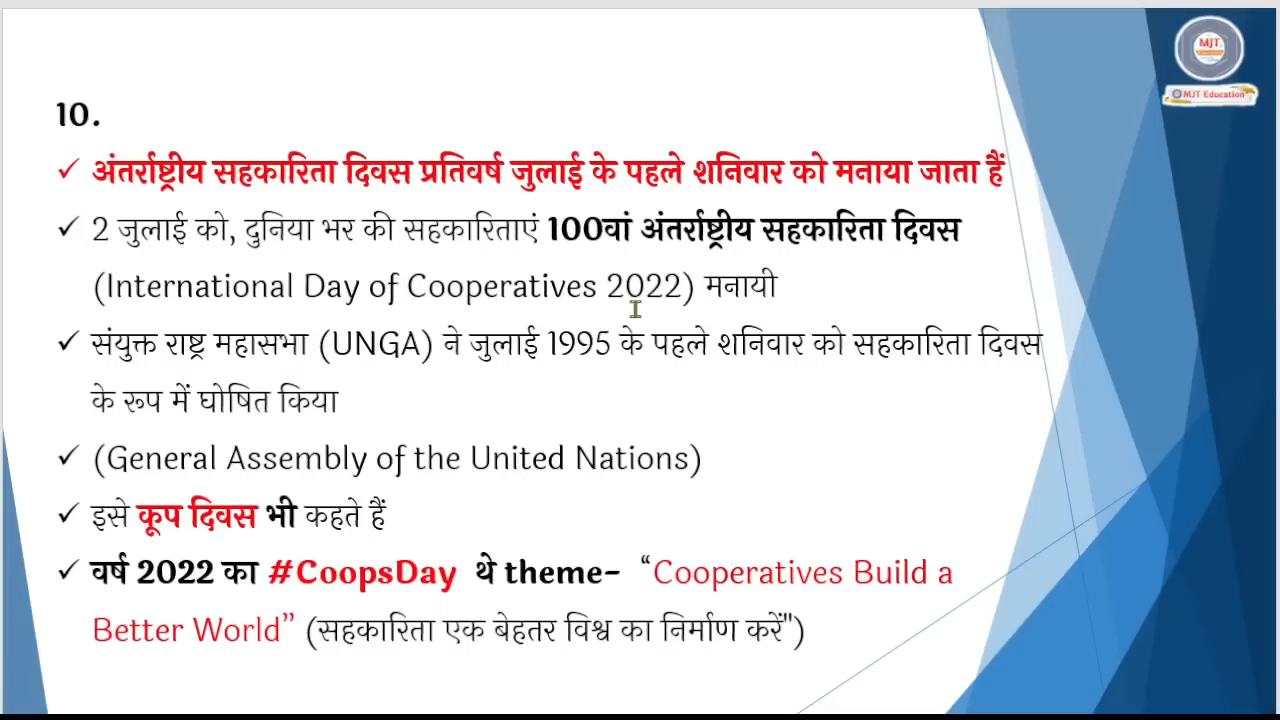 MJT
MJT Education
10.
✓ अंतर्राष्ट्रीय सहकारिता दिवस प्रतिवर्ष जुलाई के पहले शनिवार को मनाया जाता हैं
✓ 2 जुलाई को, दुनिया भर की सहकारिताएं 100वां अंतर्राष्ट्रीय सहकारिता दिवस
(International Day of Cooperatives 2022) मनायी
✓ संयुक्त राष्ट्र महासभा (UNGA) ने जुलाई 1995 के पहले शनिवार को सहकारिता दिवस
के रूप में घोषित किया
✓ (General Assembly of the United Nations)
✓ इसे कूप दिवस भी कहते हैं
✓ वर्ष 2022 का #CoopsDay थे theme- “Cooperatives Build a
Better World” (सहकारिता एक बेहतर विश्व का निर्माण करें")